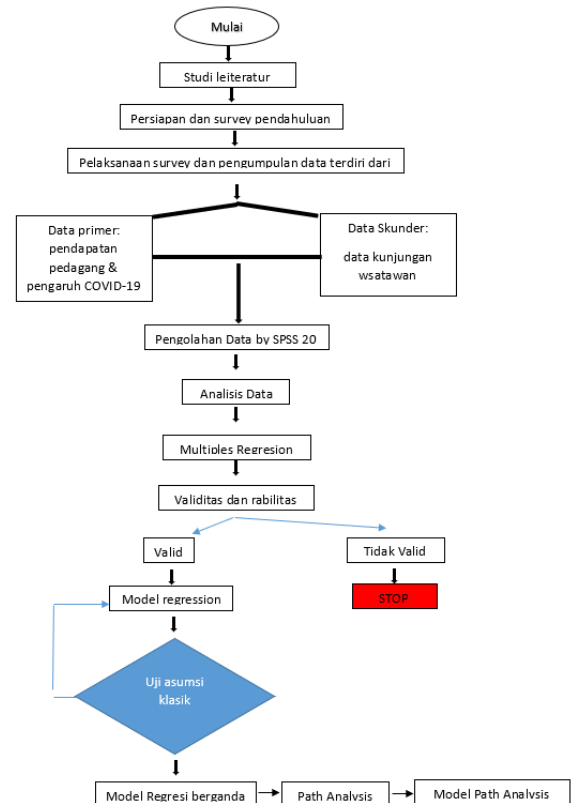 Mulai
Studi leiteratur
Persiapan dan survey pendahuluan
Pelaksanaan survey dan pengumpulan data terdiri dari
Data primer:
pendapatan
pedagang &
pengaruh COVID-19
Data Skunder:
data kunjungan
wsatawan
Pengolahan Data by SPSS 20
Analisis Data
Multiples Regresion
Validitas dan rabilitas
Valid
Tidak Valid
Model regression
STOP
Uji asumsi
klasik
Model Regresi berganda
Path Analysis
Model Path Analysis